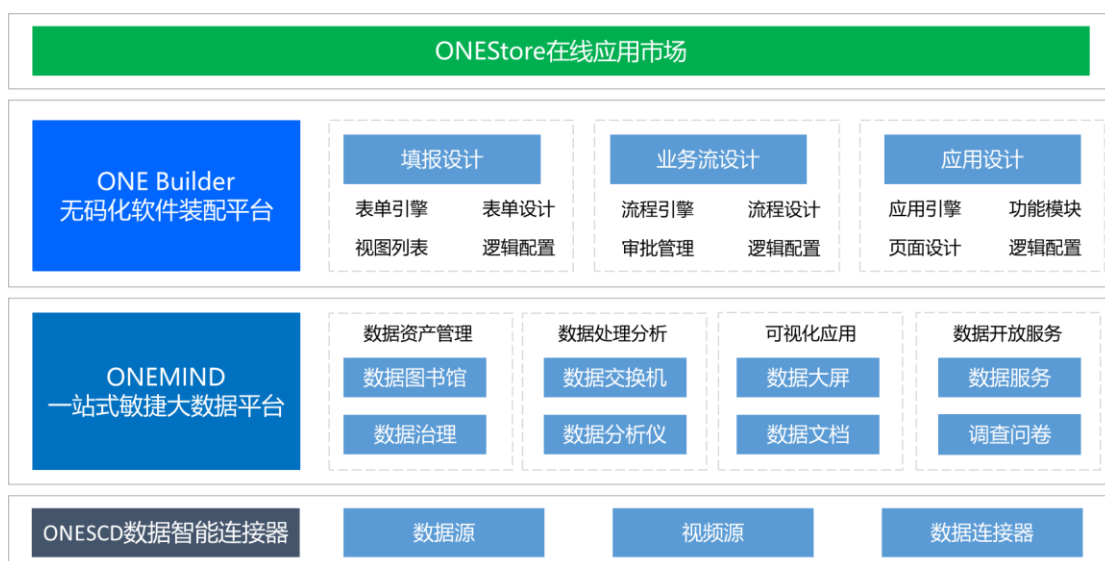 ONEStore在线应用市场
ONE Builder
无码化软件装配平台
填报设计
业务流设计
应用设计
表单引擎 表单设计 流程引擎 流程设计 应用引擎 功能模块
视图列表 逻辑配置 审批管理 逻辑配置 页面设计 逻辑配置
ONEMIND
一站式敏捷大数据平台
数据资产管理 数据处理分析 可视化应用 数据开放服务
数据图书馆 数据交换机 数据大屏 数据服务
数据治理 数据分析仪 数据文档 调查问卷
ONESCD数据智能连接器 数据源 视频源 数据连接器